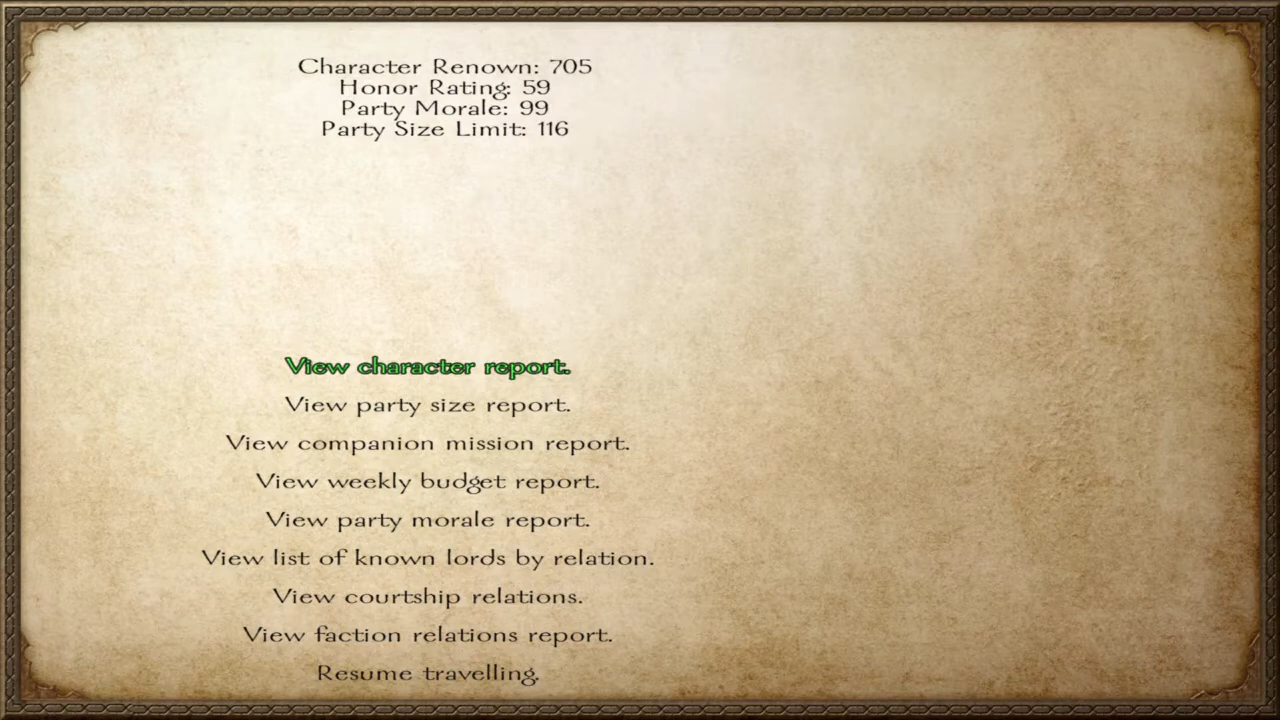 Character Renown: 705
Honor Rating: 59
Party Morale: 99
Party Size Limit: 116
View character report.
View party size report.
View companion mission report.
View weekly budget report.
View party morale report.
View list of known lords by relation.
View courtship relations.
View faction relations report.
Resume travelling.